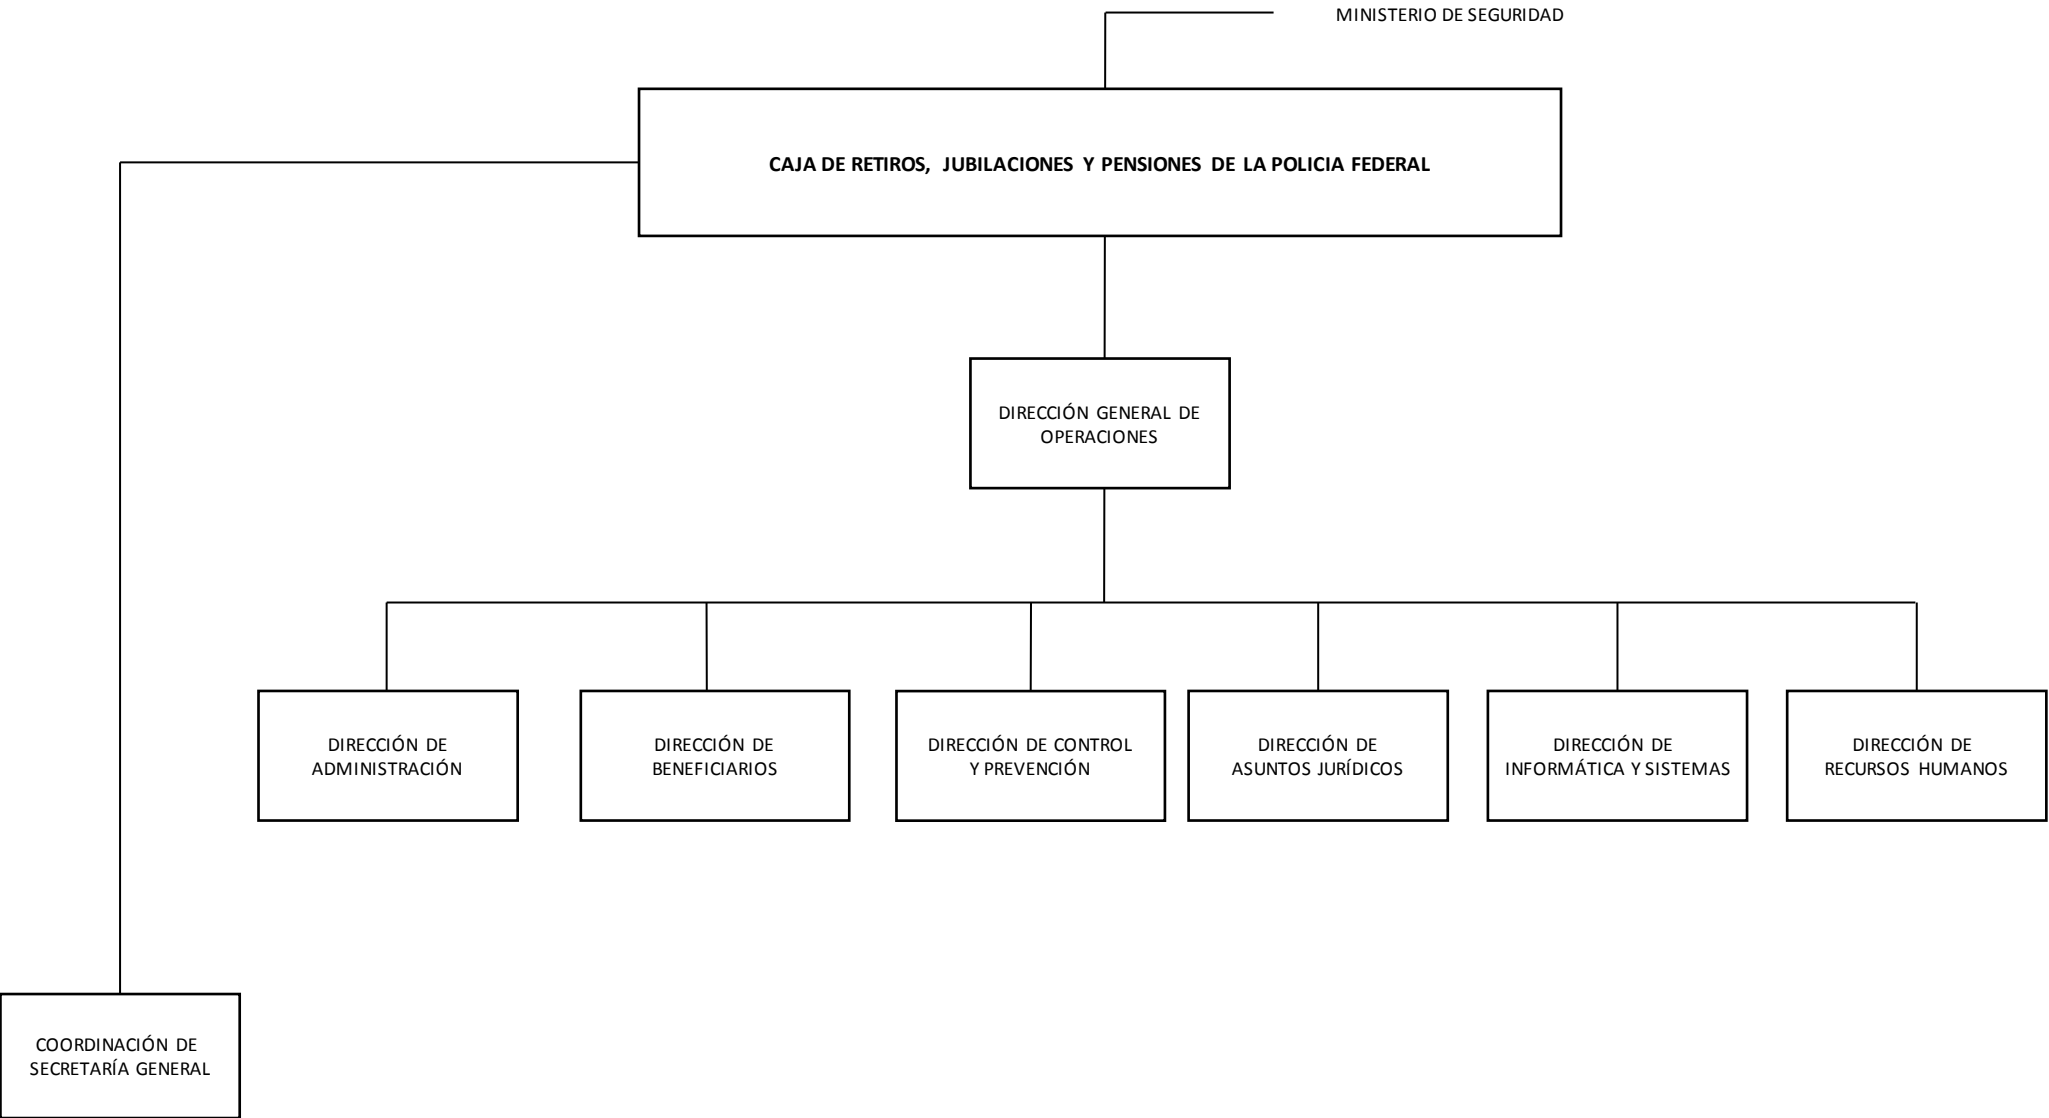 MINISTERIO DE SEGURIDAD
CAJA DE RETIROS, JUBILACIONES Y PENSIONES DE LA POLICIA FEDERAL
DIRECCIÓN GENERAL DE
OPERACIONES
DIRECCIÓN DE
ADMINISTRACIÓN
DIRECCIÓN DE
BENEFICIARIOS
DIRECCIÓN DE CONTROL
Y PREVENCIÓN
DIRECCIÓN DE
ASUNTOS JURÍDICOS
DIRECCIÓN DE
INFORMÁTICA Y SISTEMAS
DIRECCIÓN DE
RECURSOS HUMANOS
COORDINACIÓN DE
SECRETARÍA GENERAL